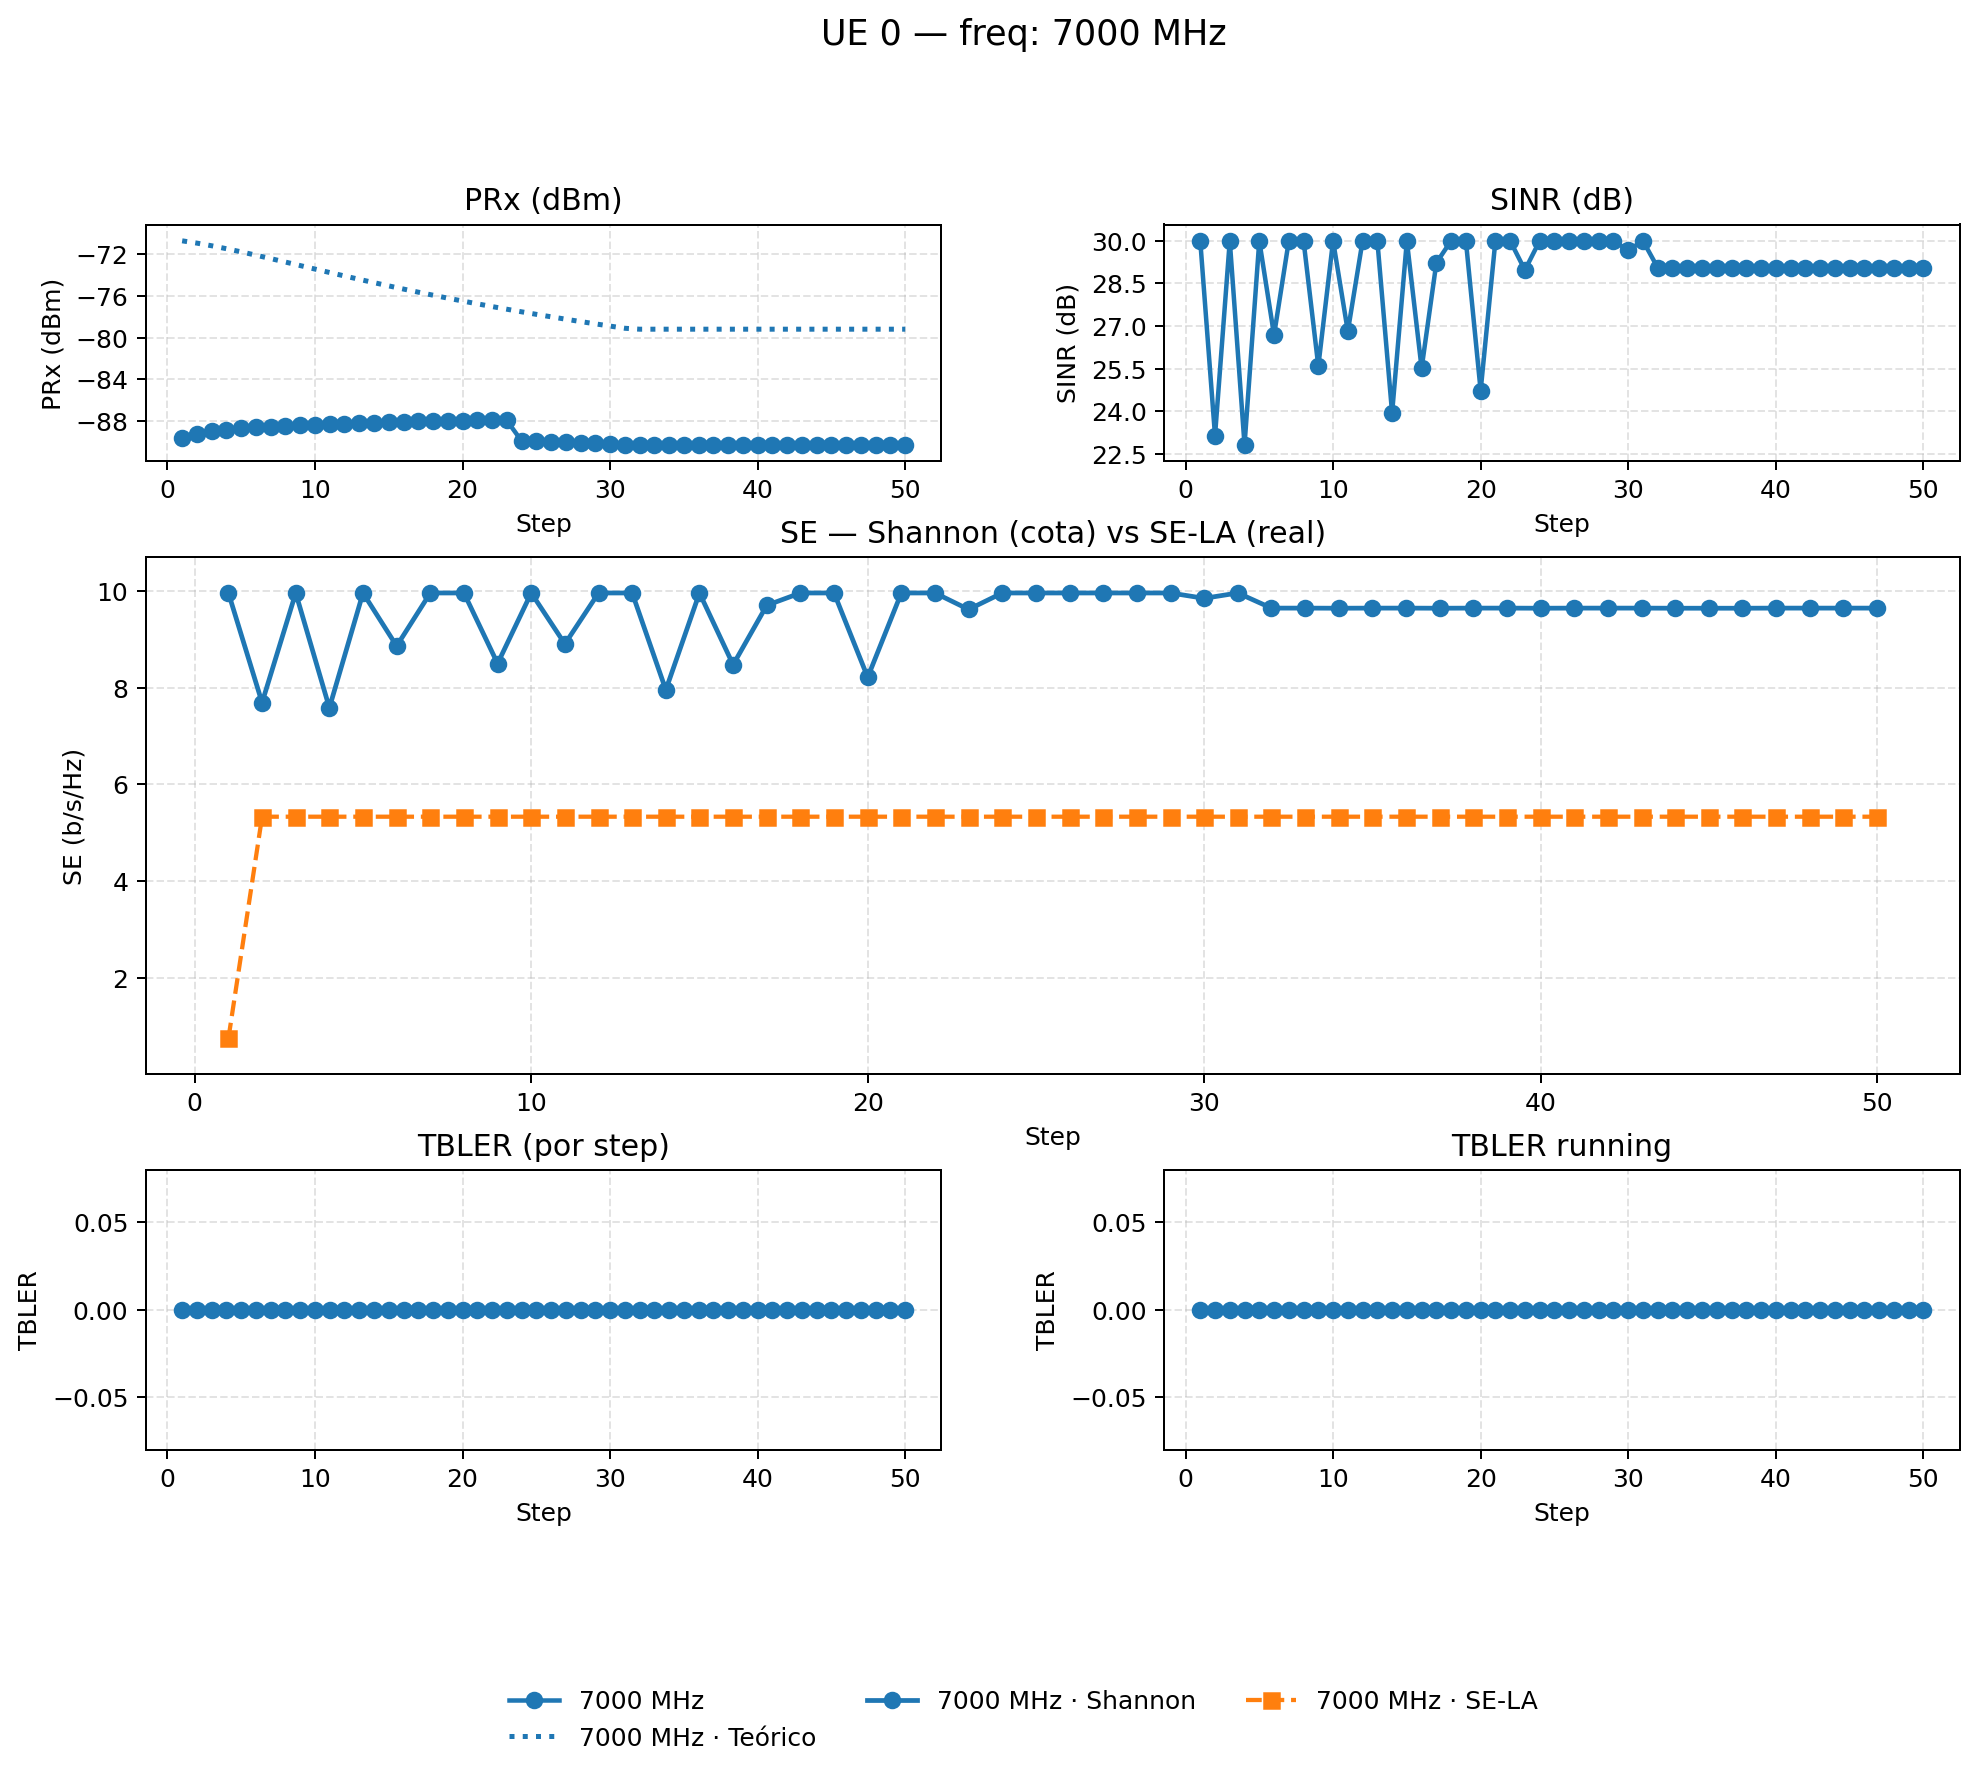 UE 0 — freq: 7000 MHz
PRx (dBm)
PRx (dBm)
−72
−76
−80
−84
−88
0 10 20 30 40 50
Step
SINR (dB)
SINR (dB)
30.0
28.5
27.0
25.5
24.0
22.5
0 10 20 30 40 50
Step
SE — Shannon (cota) vs SE-LA (real)
SE (b/s/Hz)
10
8
6
4
2
0 10 20 30 40 50
Step
TBLER (por step)
TBLER
0.05
0.00
−0.05
0 10 20 30 40 50
Step
TBLER running
TBLER
0.05
0.00
−0.05
0 10 20 30 40 50
Step
7000 MHz
7000 MHz · Teórico
7000 MHz · Shannon
7000 MHz · SE-LA